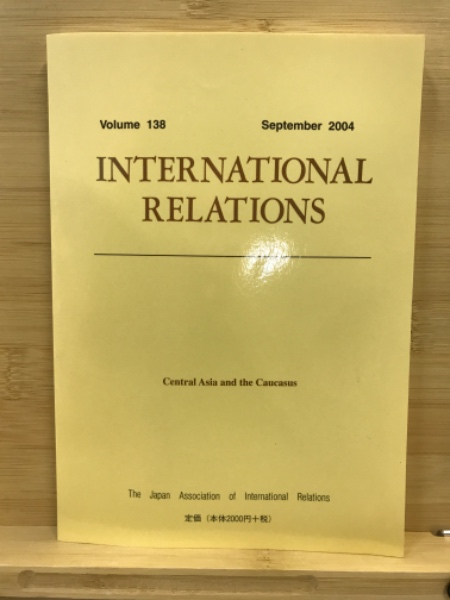 Volume 138 September 2004
INTERNATIONAL
RELATIONS
Central Asia and the Caucasus
The Japan Association of International Relations
定価（本体2000円＋税）